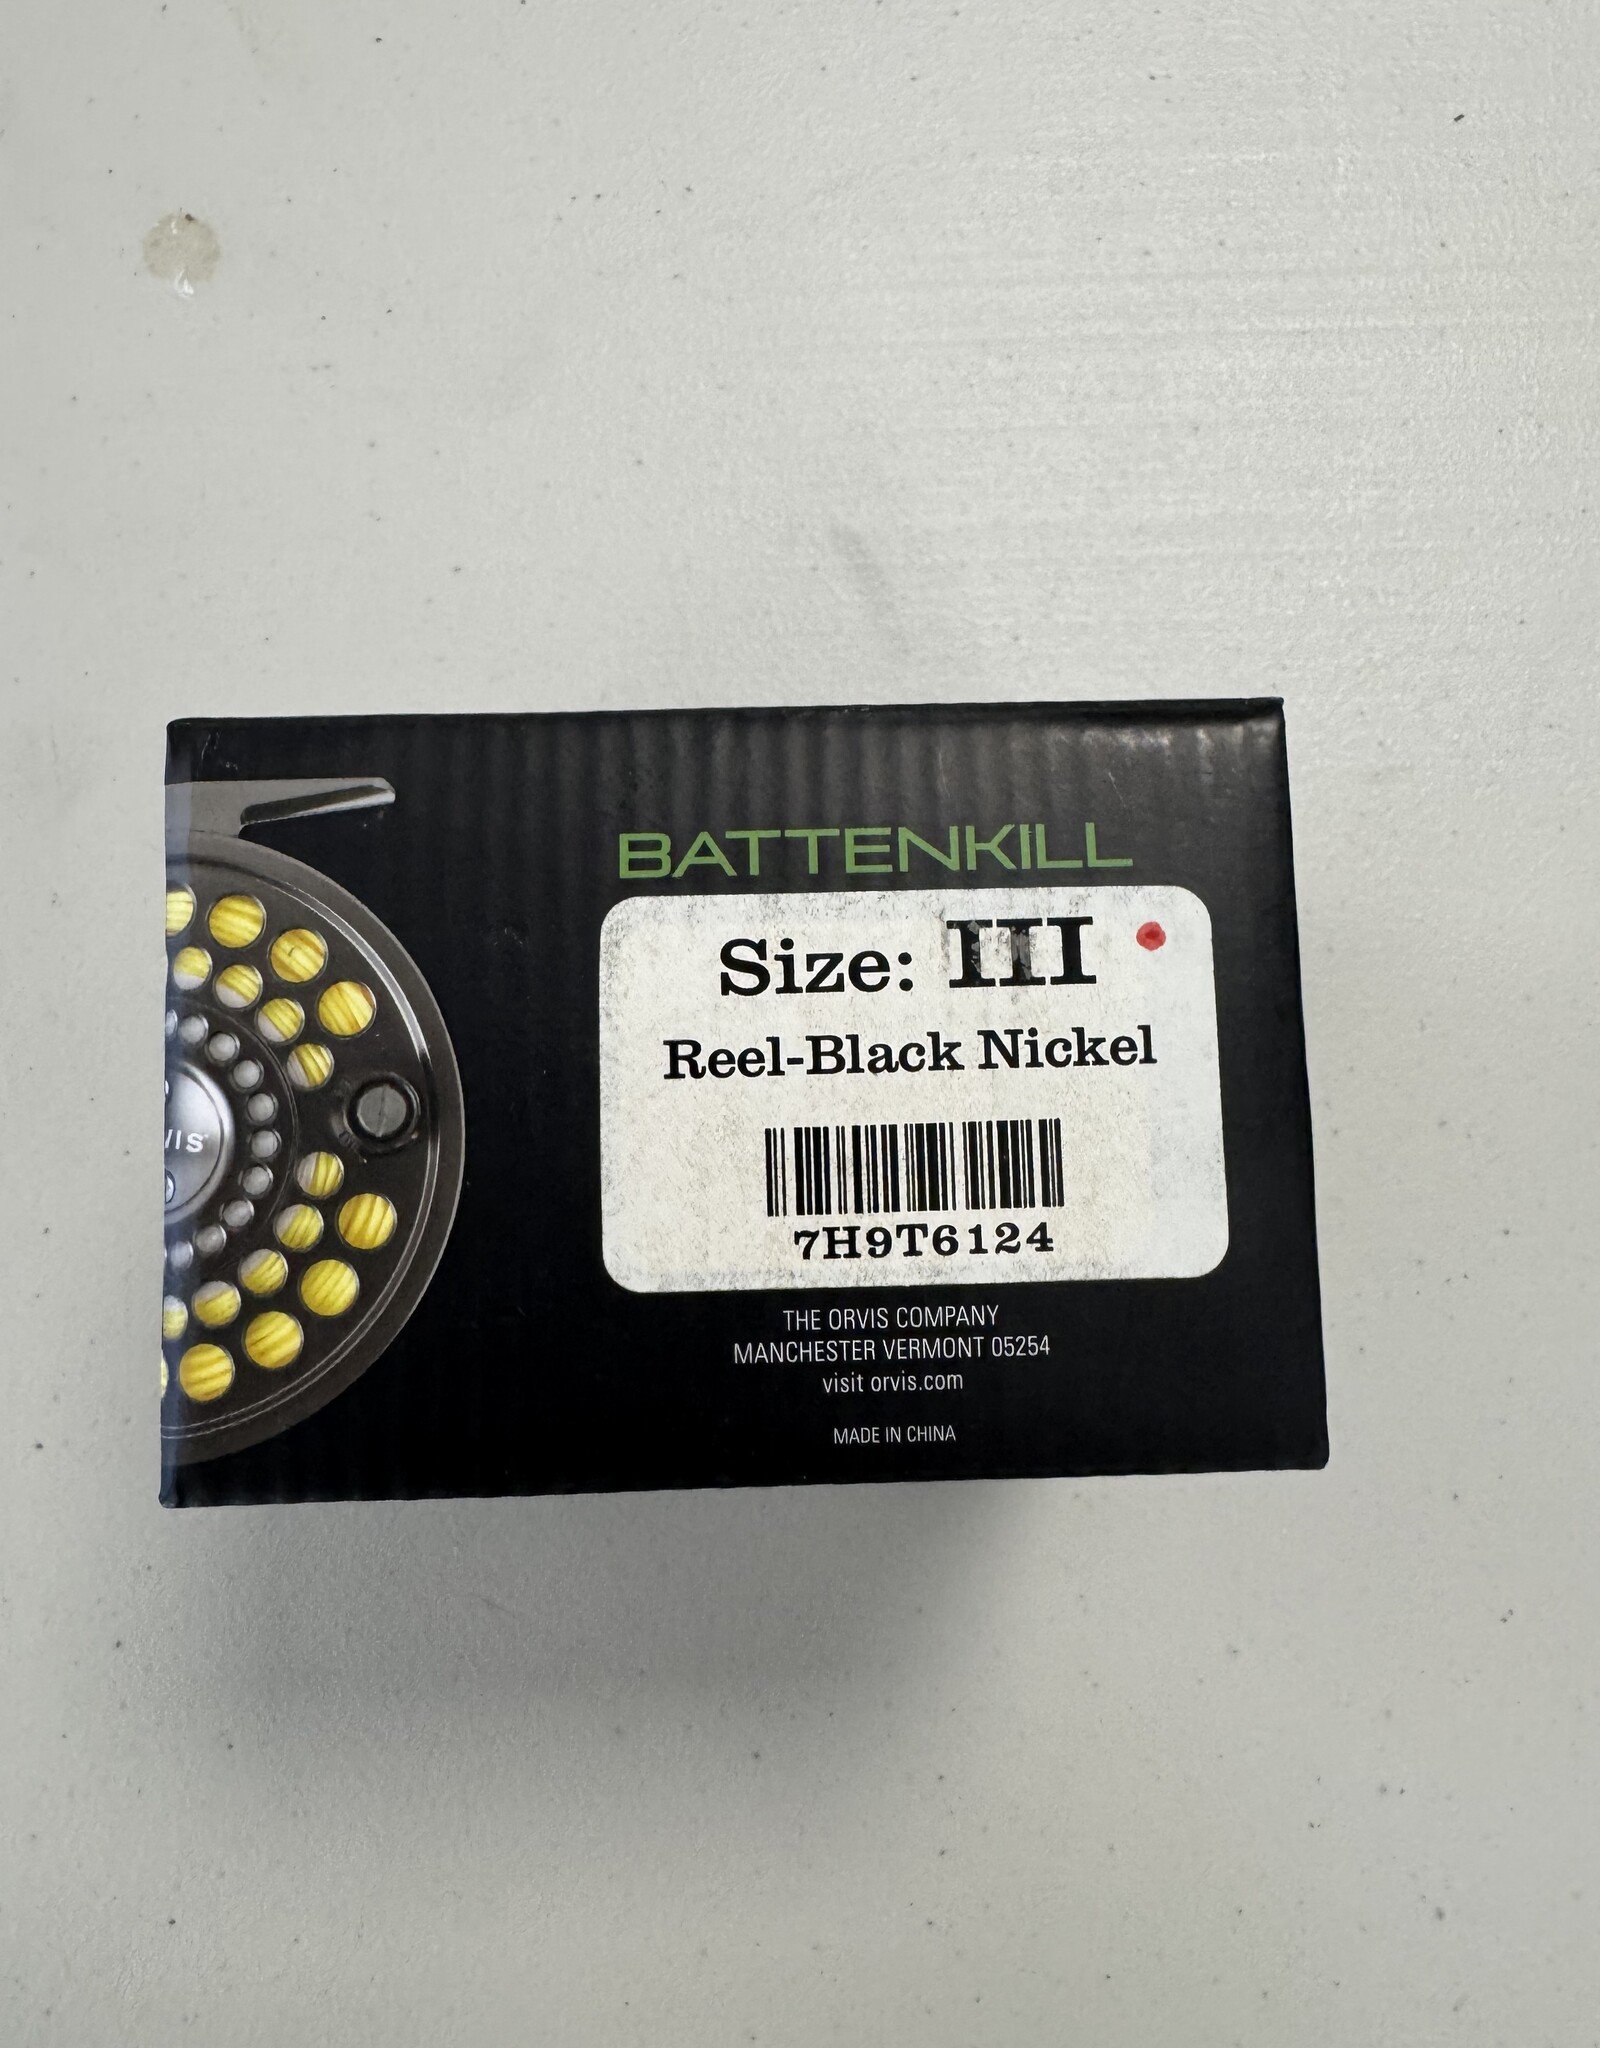 BATTENKILL
Size: III
Reel-Black Nickel
7H9T6124
THE ORVIS COMPANY
MANCHESTER VERMONT 05254
visit orvis.com
MADE IN CHINA